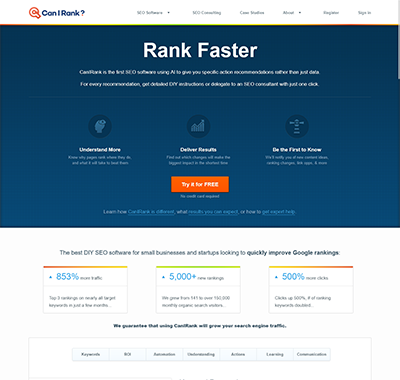 Can I Rank?
SEO Software SEO Consulting Case Studies About Register Sign In
Rank Faster
CanIRank is the first SEO software using AI to give you specific action recommendations rather than just data.
For every recommendation, get detailed DIY instructions or delegate to an SEO consultant with just one click.
Understand More Deliver Results Be the First to Know
Know why pages rank where they do, Find out which changes will make the We'll notify you of new content ideas,
and what it will take to beat them. biggest impact in the shortest time ranking changes, link opps, & more
Try it for FREE
No credit card required
Learn how CanIRank is different, what results you can expect, or how to get expert help.
The best DIY SEO software for small businesses and startups looking to quickly improve Google rankings:
853% more traffic 5,000+ new rankings 500% more clicks
Top 3 rankings on nearly all target We grew from 141 to over 130,000 Clicks up 500%, # of ranking
keywords in just a few months. monthly organic search visitors... keywords doubled...
We guarantee that using CanIRank will grow your search engine traffic.
Keywords ROI Automation Understanding Actions Learning Communication